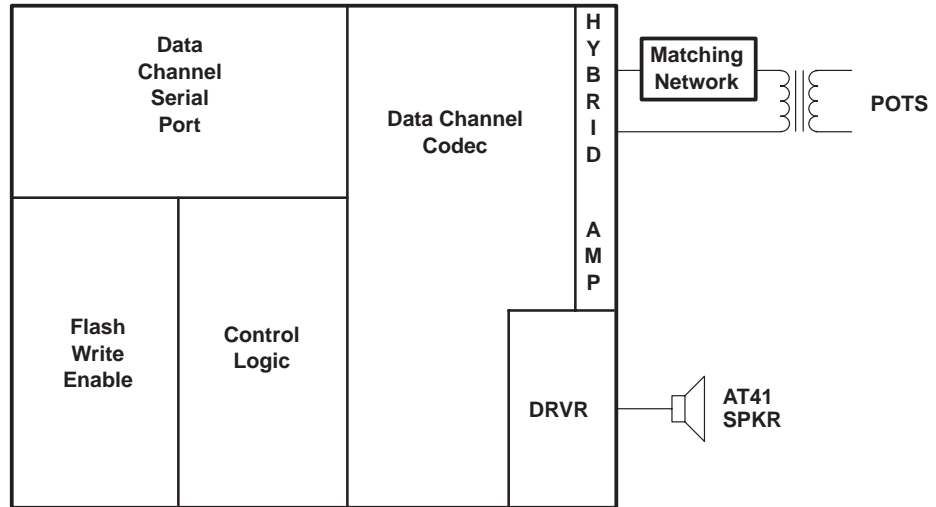 Data
Channel
Serial
Port
Data Channel
Codec
H
Y
B
R
I
D
A
M
P
Matching
Network
POTS
Flash
Write
Enable
Control
Logic
DRVR
AT41
SPKR